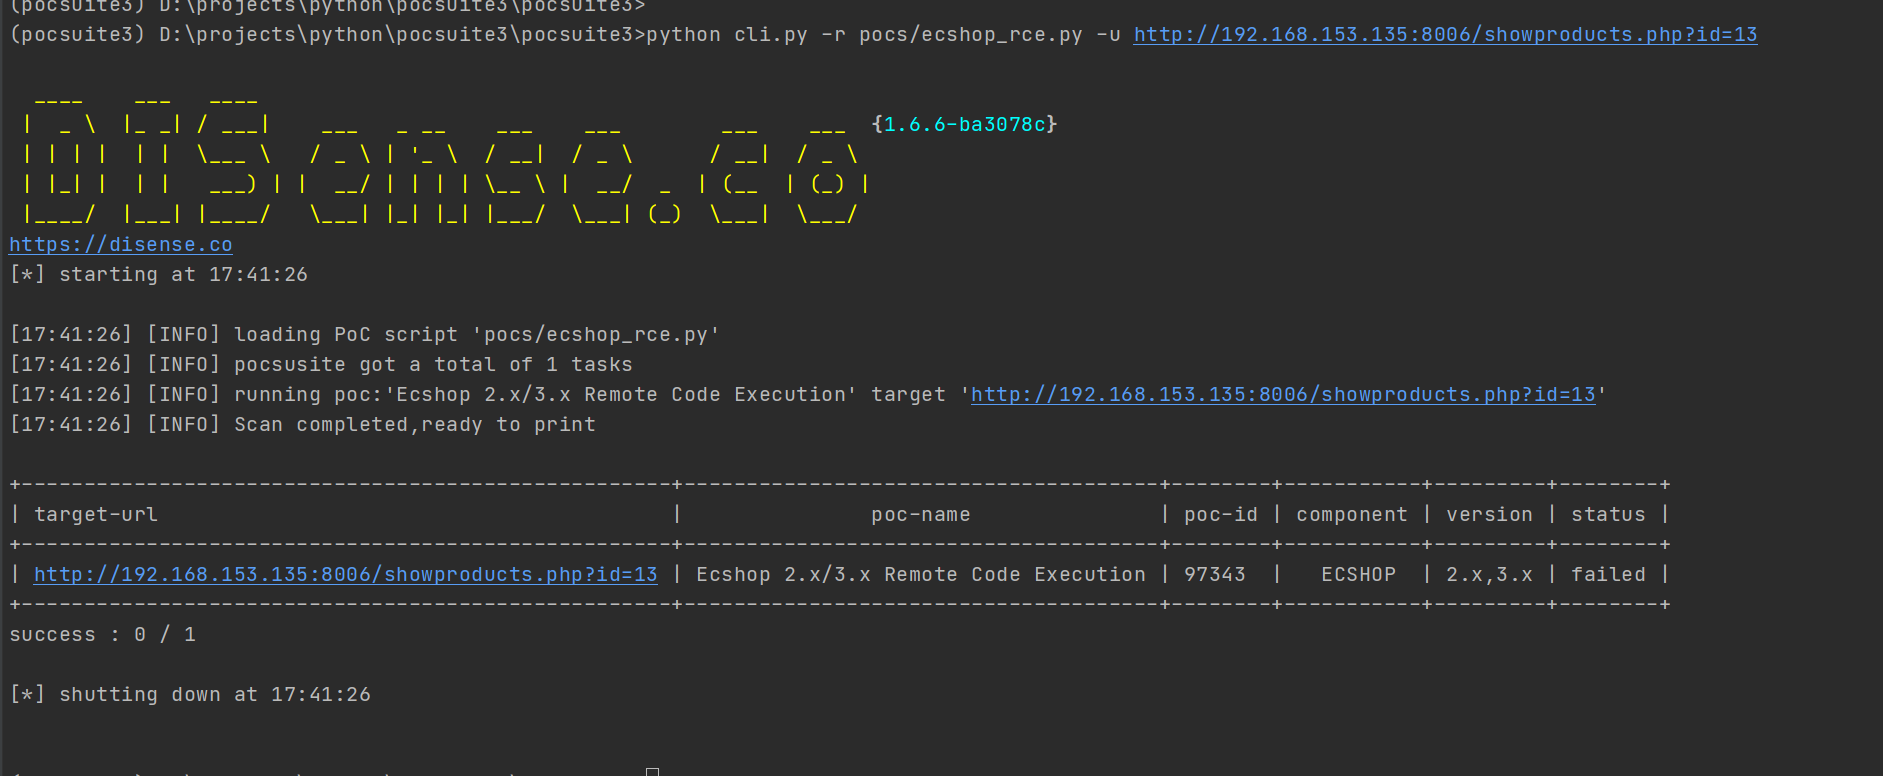 (pocsuite3) D:\projects\python\pocsuite3\pocsuite3>
(pocsuite3) D:\projects\python\pocsuite3\pocsuite3>python cli.py -r pocs/ecshop_rce.py -u http://192.168.153.135:8006/showproducts.php?id=13
DISense.co {1.6.6-ba3078c}
https://disense.co
[*] starting at 17:41:26
[17:41:26] [INFO] loading PoC script 'pocs/ecshop_rce.py'
[17:41:26] [INFO] pocsusite got a total of 1 tasks
[17:41:26] [INFO] running poc:'Ecshop 2.x/3.x Remote Code Execution' target 'http://192.168.153.135:8006/showproducts.php?id=13'
[17:41:26] [INFO] Scan completed,ready to print
| target-url | poc-name | poc-id | component | version | status |
| http://192.168.153.135:8006/showproducts.php?id=13 | Ecshop 2.x/3.x Remote Code Execution | 97343 | ECSHOP | 2.x,3.x | failed |
success : 0 / 1
[*] shutting down at 17:41:26